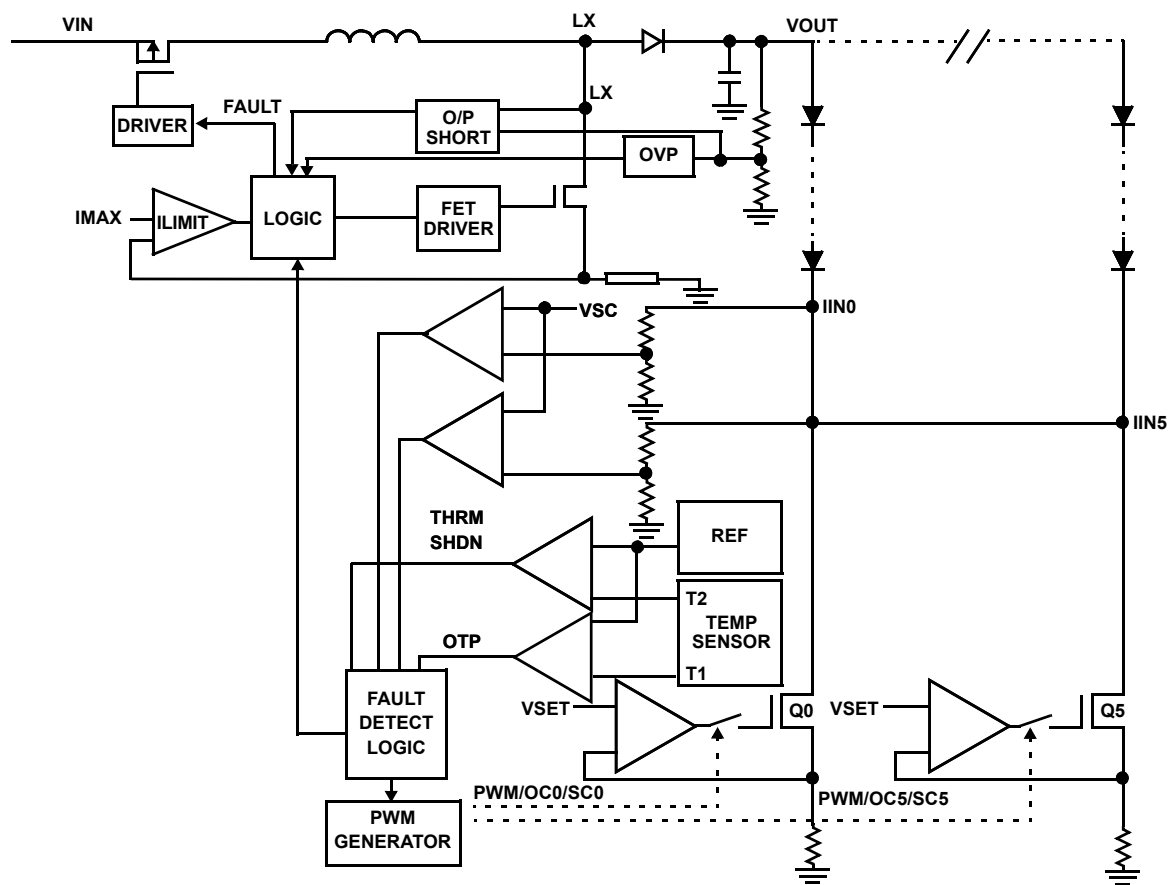 VIN
LX
VOUT
LX
FAULT
DRIVER
O/P
SHORT
OVP
IMAX
ILIMIT
LOGIC
FET
DRIVER
VSC
IIN0
IIN5
THRM
SHDN
REF
T2
TEMP
SENSOR
T1
OTP
FAULT
DETECT
LOGIC
VSET
Q0
VSET
Q5
PWM/OC0/SC0
PWM/OC5/SC5
PWM
GENERATOR